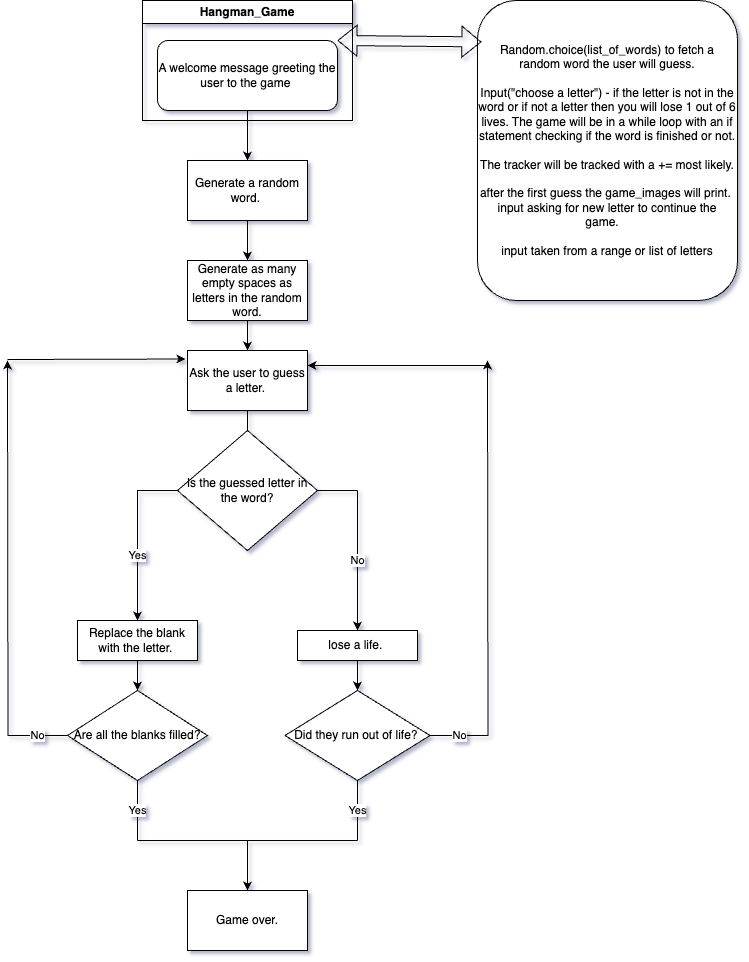 Hangman_Game
A welcome message greeting the
user to the game
Random.choice(list_of_words) to fetch a
random word the user will guess.
Input("choose a letter") - if the letter is not in the
word or if not a letter then you will lose 1 out of 6
lives. The game will be in a while loop with an if
statement checking if the word is finished or not.
The tracker will be tracked with a += most likely.
after the first guess the game_images will print.
input asking for new letter to continue the
game.
input taken from a range or list of letters
Generate a random
word.
Generate as many
empty spaces as
letters in the random
word.
Ask the user to guess
a letter.
Is the guessed letter in
the word?
Yes
No
Replace the blank
with the letter.
lose a life.
Are all the blanks filled?
No
Did they run out of life?
No
Yes
Yes
Game over.